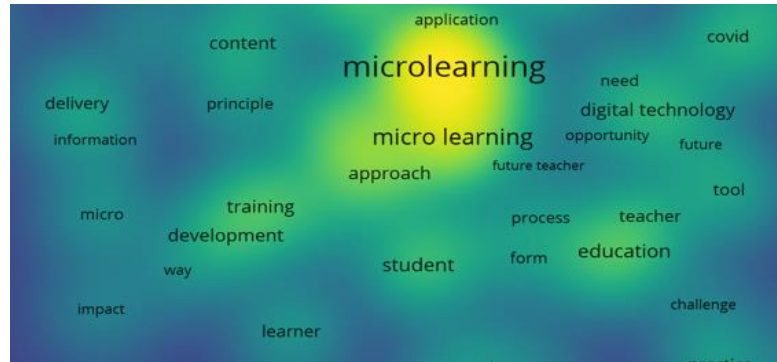 application
content
covid
microlearning
need
delivery
principle
digital technology
information
micro learning
opportunity
future
future teacher
approach
tool
micro
training
process
teacher
development
student
form
education
way
impact
challenge
learner